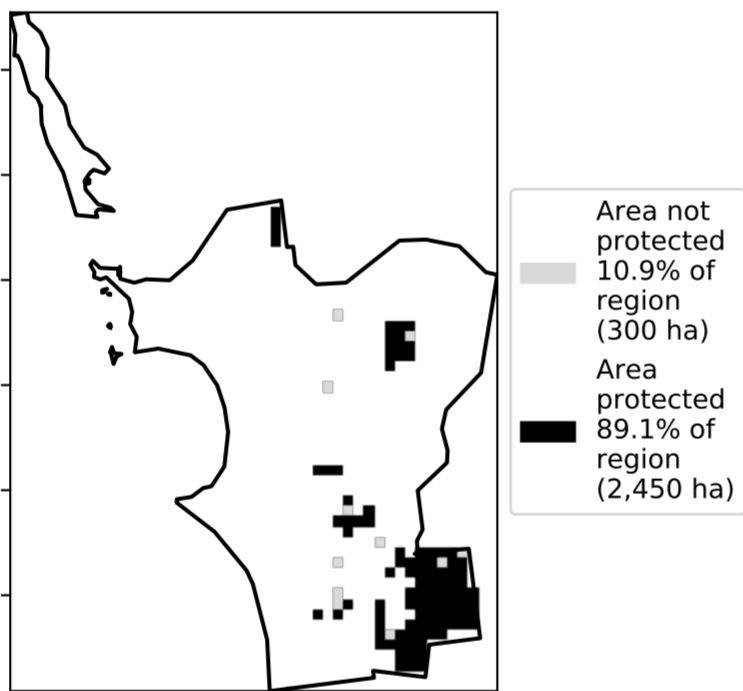 Area not
protected
10.9% of
region
(300 ha)
Area
protected
89.1% of
region
(2,450 ha)